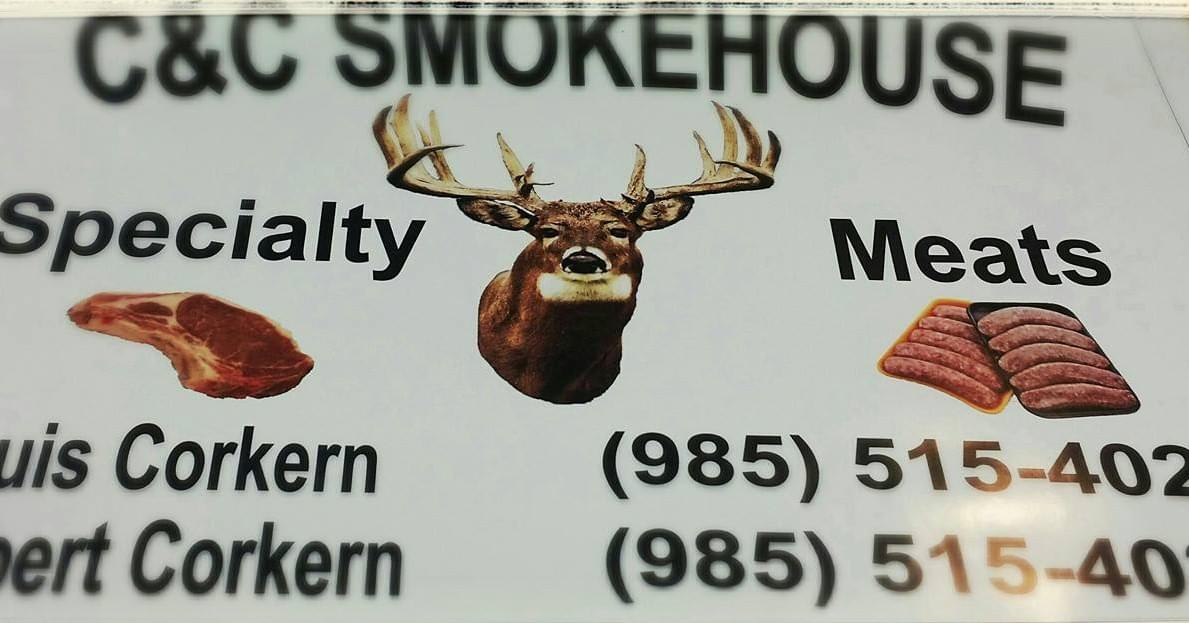 C&C SMOKEHOUSE
Specialty Meats
uis Corkern (985) 515-402
bert Corkern (985) 515-40